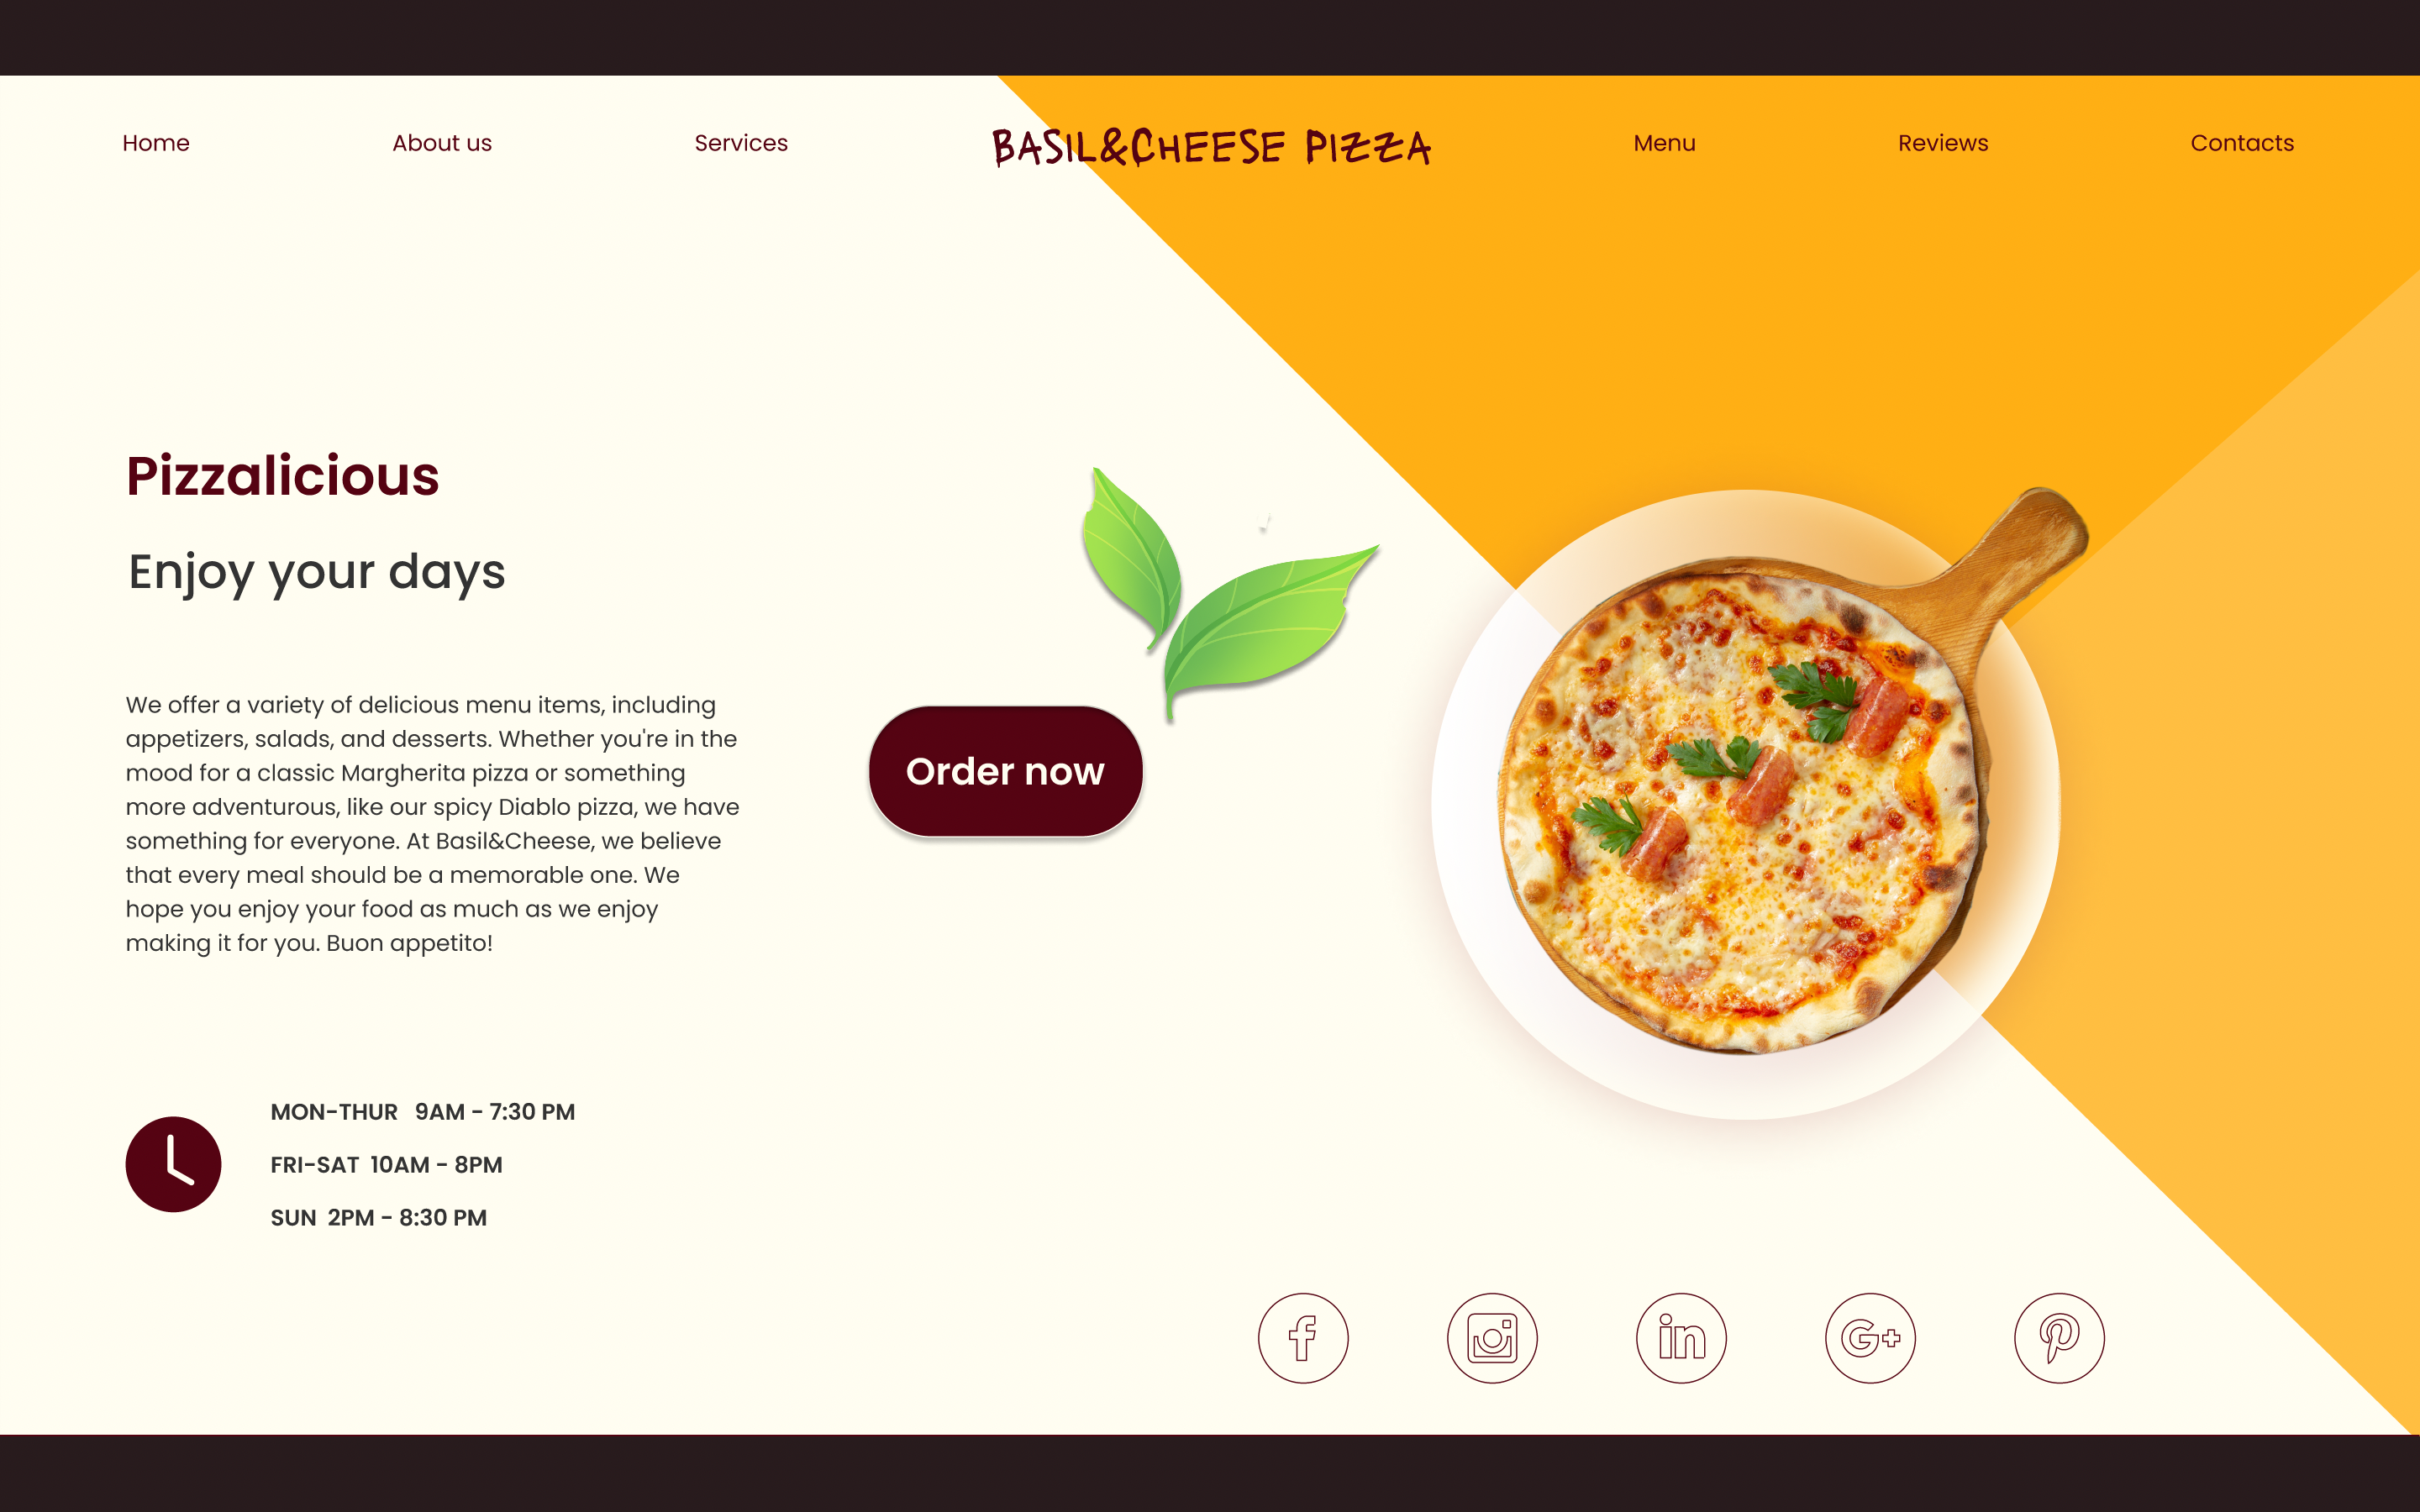 Home About us Services BASIL&CHEESE PIZZA Menu Reviews Contacts
Pizzalicious
Enjoy your days
We offer a variety of delicious menu items, including
appetizers, salads, and desserts. Whether you're in the
mood for a classic Margherita pizza or something
more adventurous, like our spicy Diablo pizza, we have
something for everyone. At Basil&Cheese, we believe
that every meal should be a memorable one. We
hope you enjoy your food as much as we enjoy
making it for you. Buon appetito!
Order now
MON-THUR 9AM - 7:30 PM
FRI-SAT 10AM - 8PM
SUN 2PM - 8:30 PM
f in G+